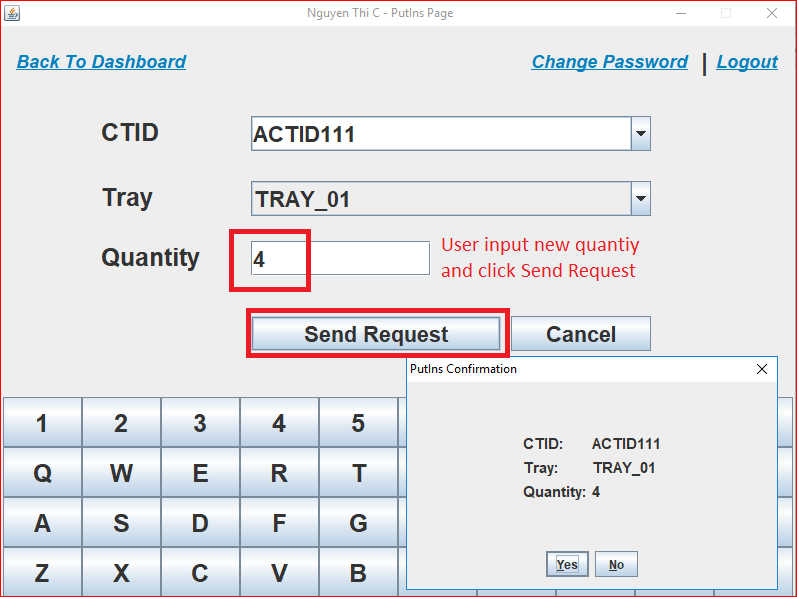 Nguyen Thi C - PutIns Page
Back To Dashboard
Change Password | Logout
CTID ACTID111
Tray TRAY_01
Quantity 4
User input new quantiy
and click Send Request
Send Request Cancel
PutIns Confirmation
CTID: ACTID111
Tray: TRAY_01
Quantity: 4
Yes No
1 2 3 4 5
Q W E R T
A S D F G
Z X C V B